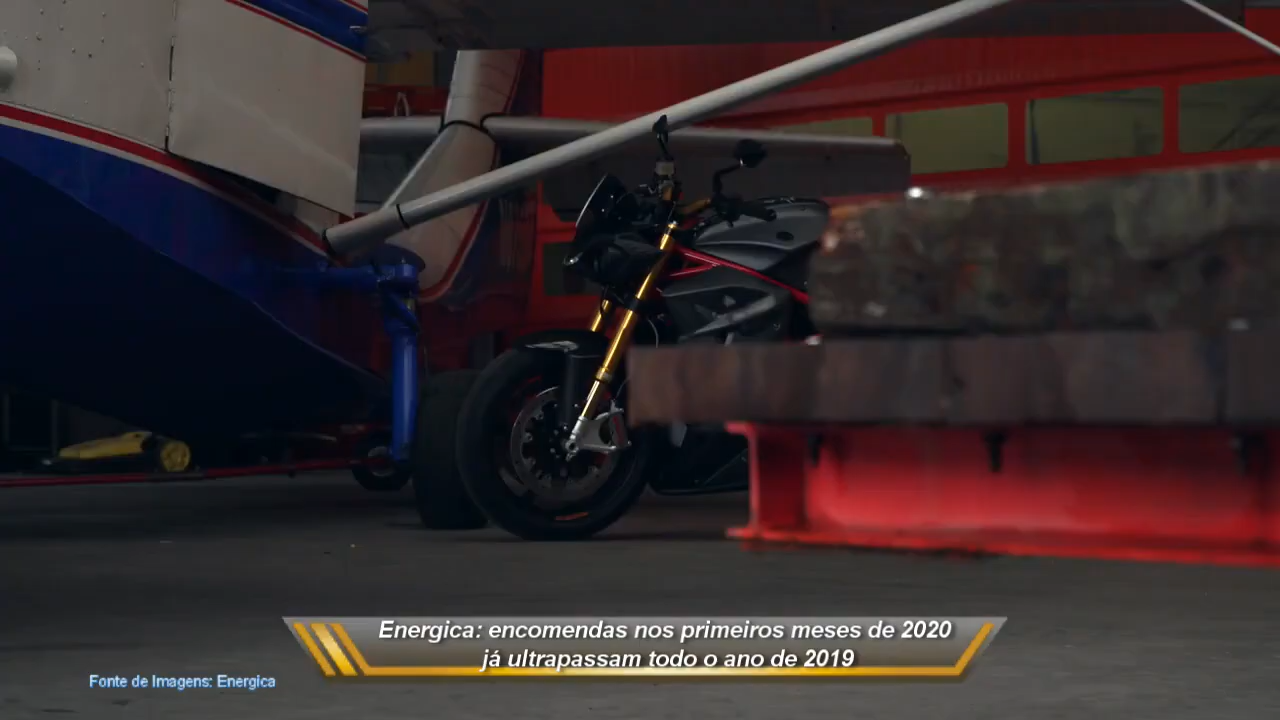 Energica: encomendas nos primeiros meses de 2020
já ultrapassam todo o ano de 2019
Fonte de Imagens: Energica